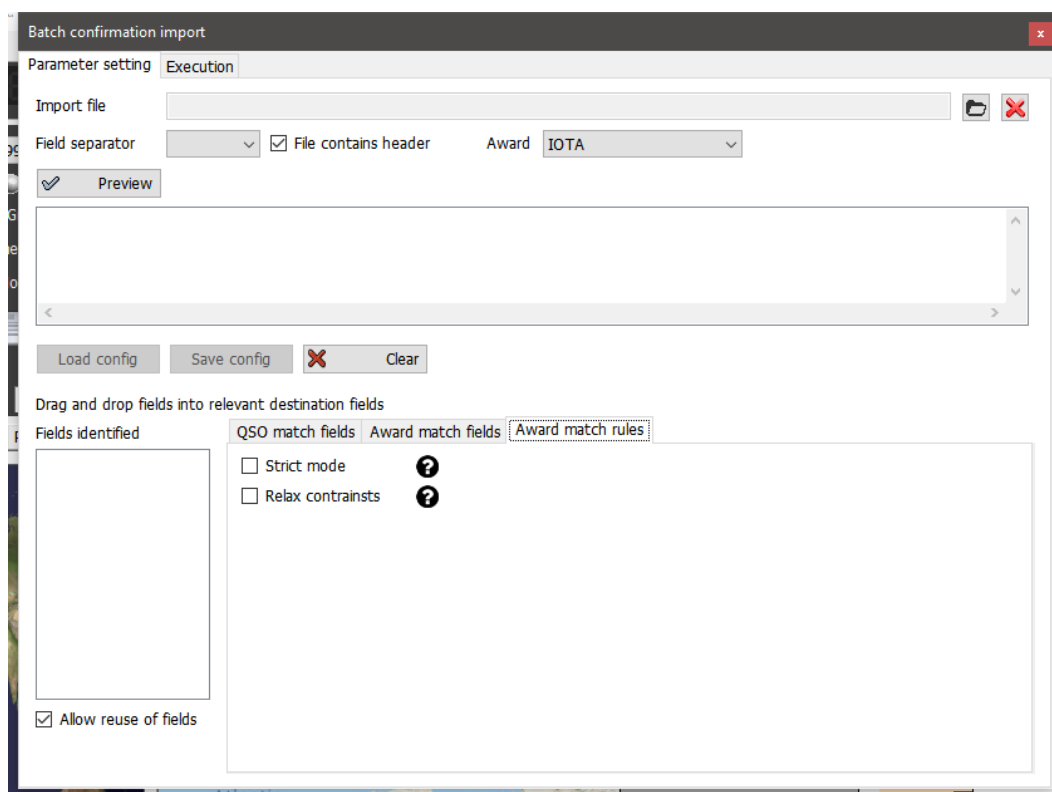 Batch confirmation import
x
Parameter setting Execution
Import file
Field separator File contains header Award IOTA
Preview
Load config Save config Clear
Drag and drop fields into relevant destination fields
Fields identified QSO match fields Award match fields Award match rules
Strict mode ?
Relax contrainsts ?
Allow reuse of fields